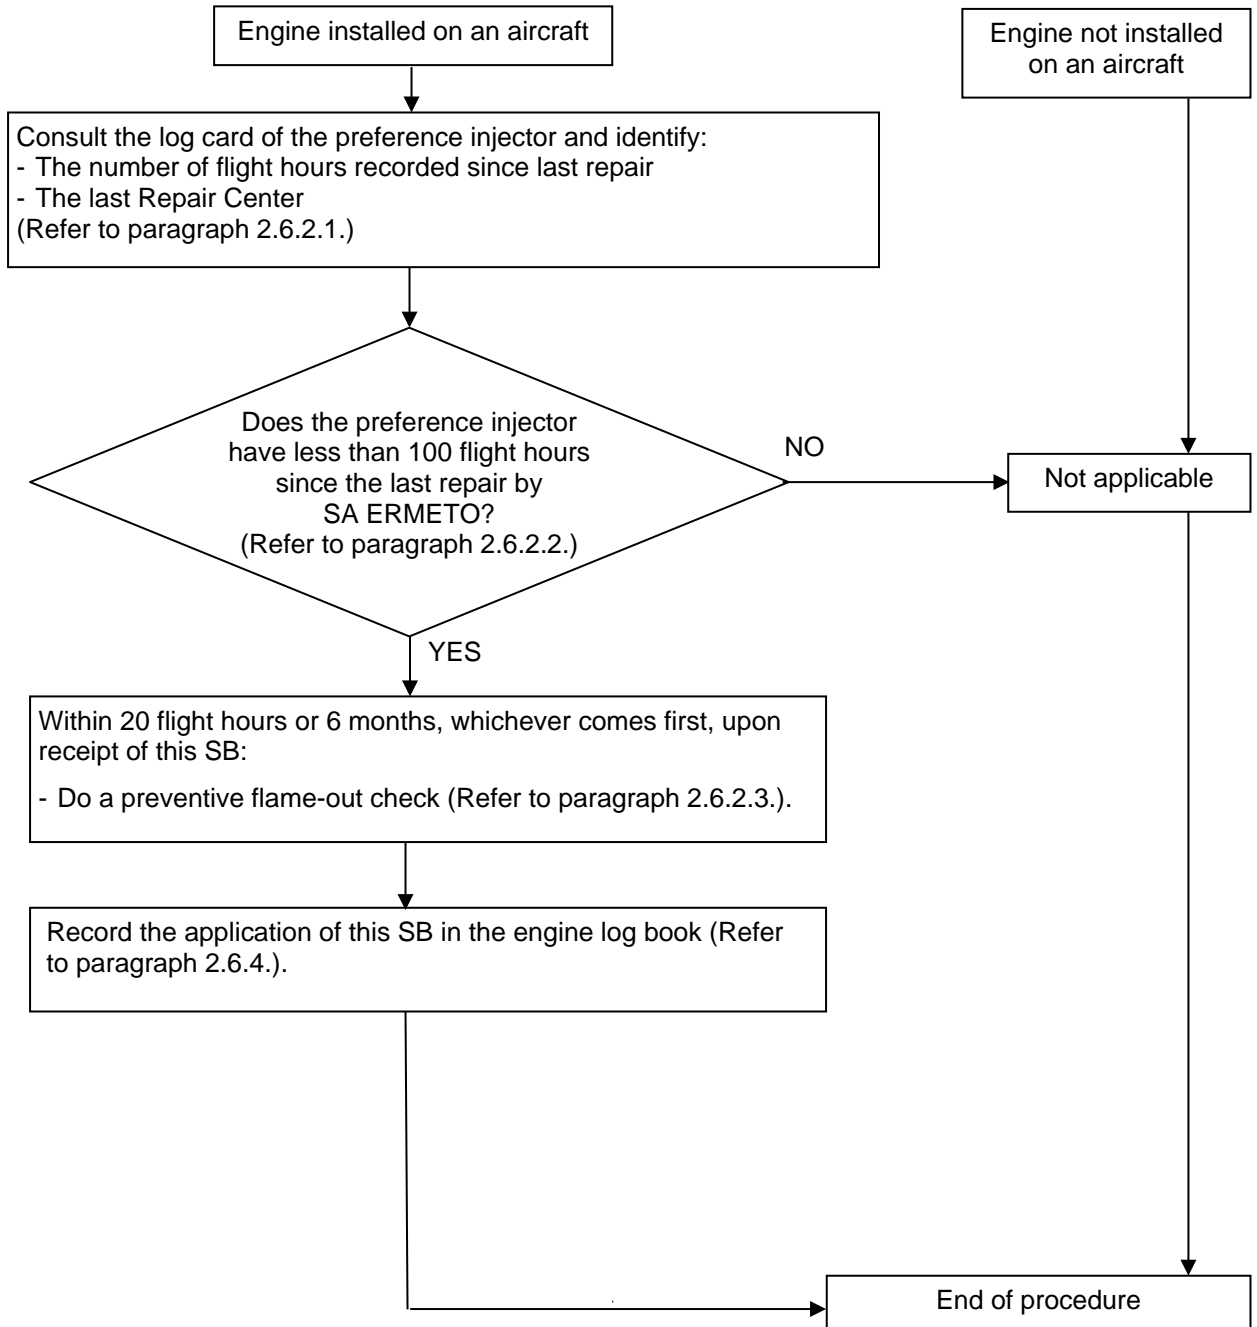 Engine installed on an aircraft
Engine not installed
on an aircraft
Consult the log card of the preference injector and identify:
- The number of flight hours recorded since last repair
- The last Repair Center
(Refer to paragraph 2.6.2.1.)
Does the preference injector
have less than 100 flight hours
since the last repair by
SA ERMETO?
(Refer to paragraph 2.6.2.2.)
NO
Not applicable
YES
Within 20 flight hours or 6 months, whichever comes first, upon
receipt of this SB:
- Do a preventive flame-out check (Refer to paragraph 2.6.2.3.).
Record the application of this SB in the engine log book (Refer
to paragraph 2.6.4.).
End of procedure